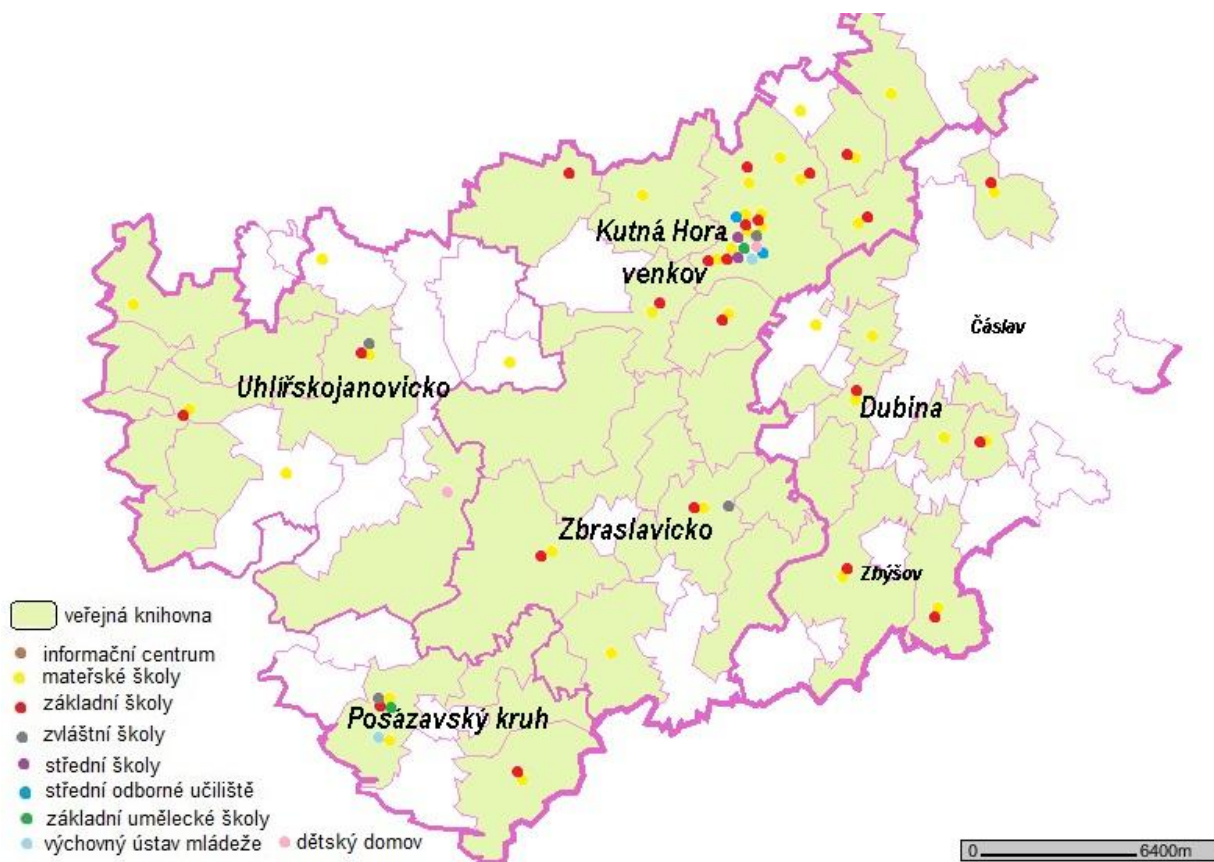 Kutná Hora
venkov
Čáslav
Uhlířskojanovicko
Dubina
Zbraslavicko
Zbýšov
Posázavský kruh
veřejná knihovna
informační centrum
mateřské školy
základní školy
zvláštní školy
střední školy
střední odborné učiliště
základní umělecké školy
výchovný ústav mládeže dětský domov
0 6400m